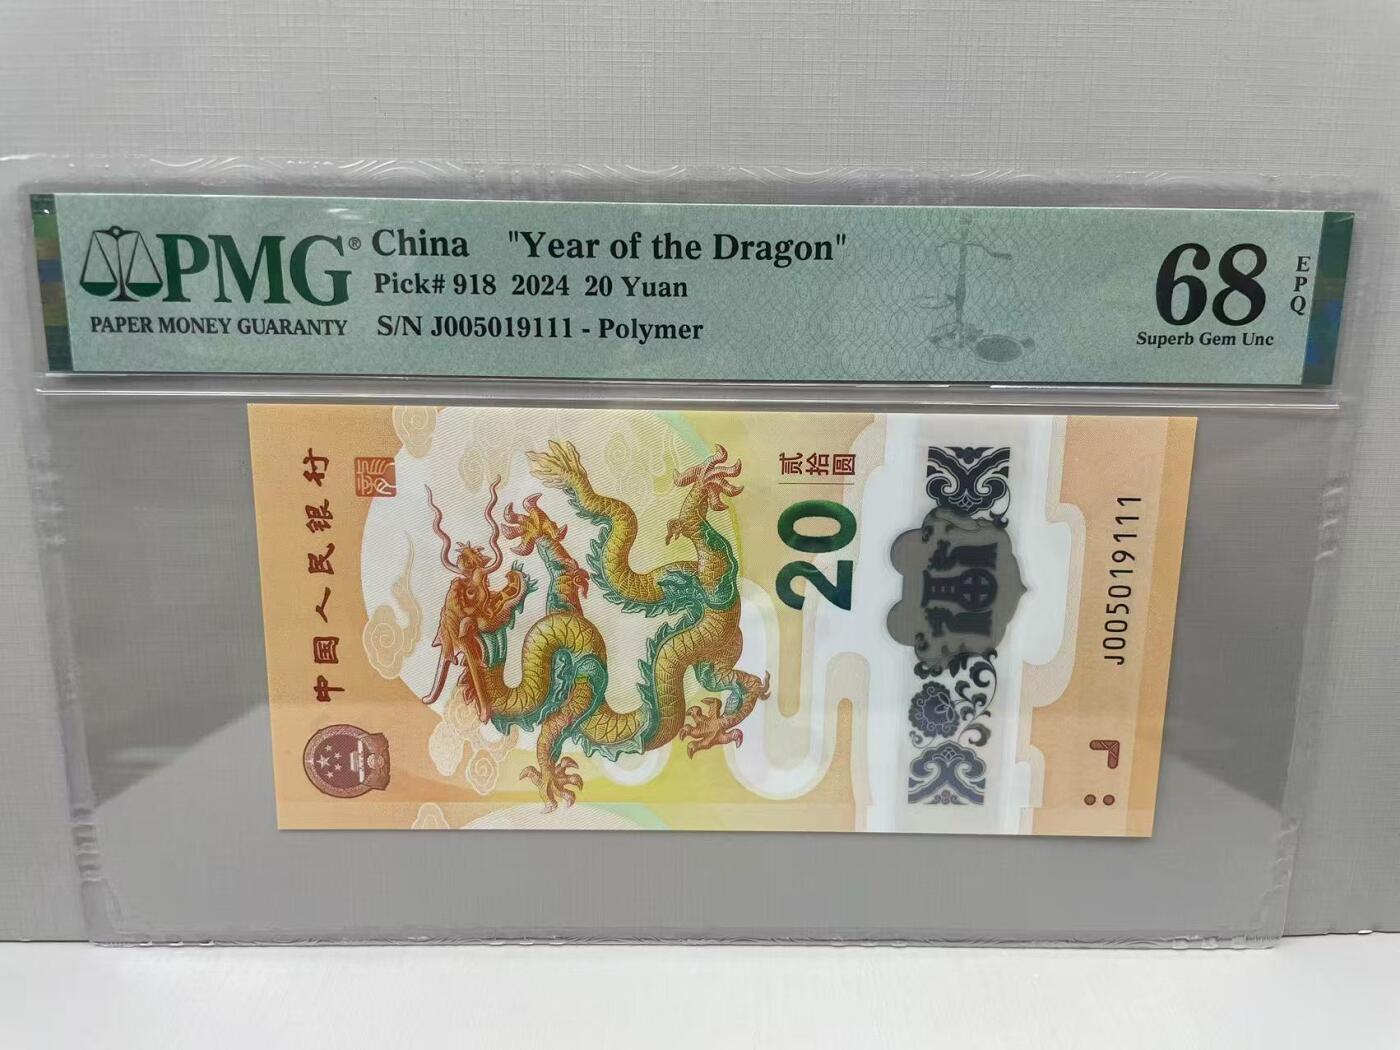 PMG®
PAPER MONEY GUARANTY
China "Year of the Dragon"
Pick# 918 2024 20 Yuan
S/N J005019111 - Polymer
68
EPQ
Superb Gem Unc
中国人民银行
贰拾圆
20
J005019111